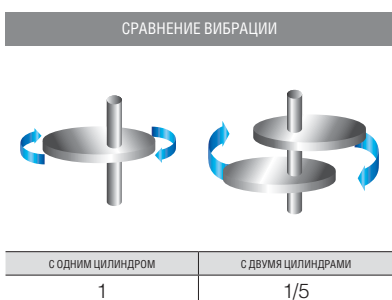 СРАВНЕНИЕ ВИБРАЦИИ
С ОДНИМ ЦИЛИНДРОМ
С ДВУМЯ ЦИЛИНДРАМИ
1
1/5